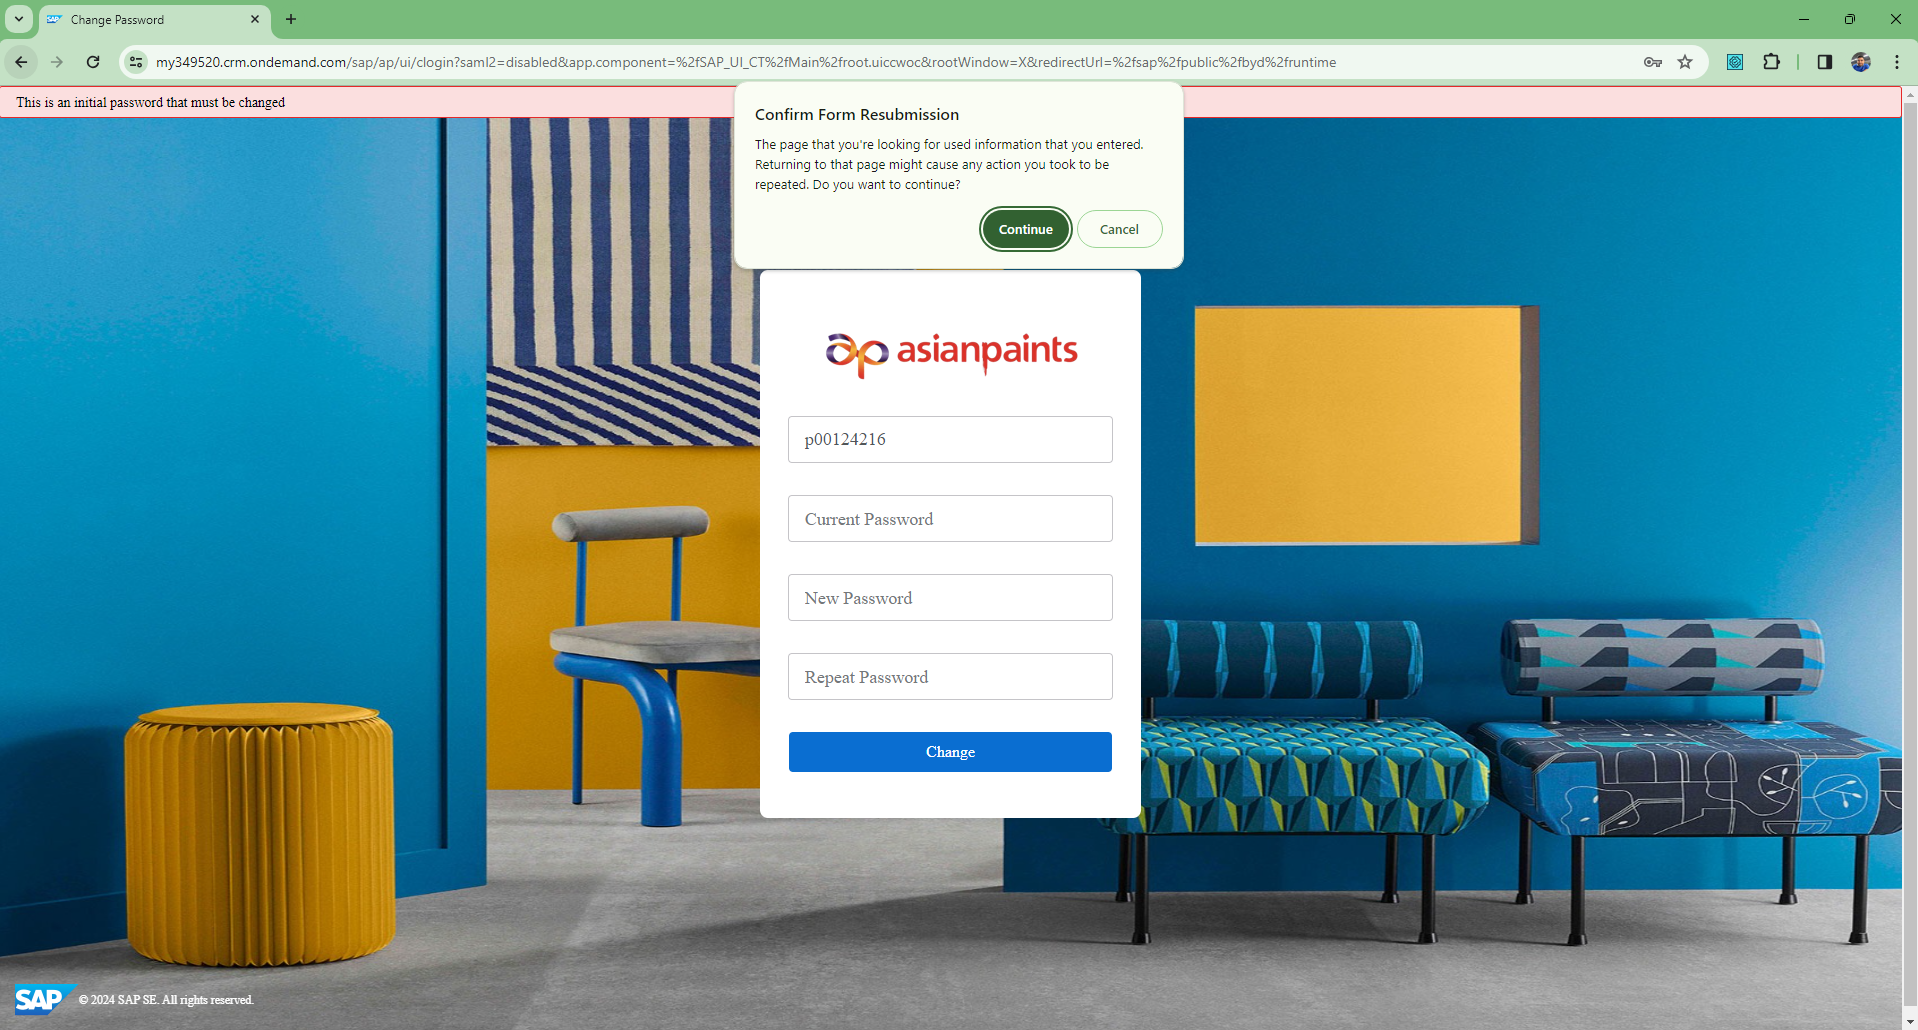 Change Password
my349520.crm.ondemand.com/sap/ap/ui/clogin?saml2=disabled&app.component=%2fSAP_UI_CT%2fMain%2froot.uiccwoc&rootWindow=X&redirectUrl=%2fsap%2fpublic%2fbyd%2fruntime
This is an initial password that must be changed
Confirm Form Resubmission
The page that you're looking for used information that you entered.
Returning to that page might cause any action you took to be
repeated. Do you want to continue?
Continue Cancel
ap asianpaints
p00124216
Current Password
New Password
Repeat Password
Change
SAP © 2024 SAP SE. All rights reserved.